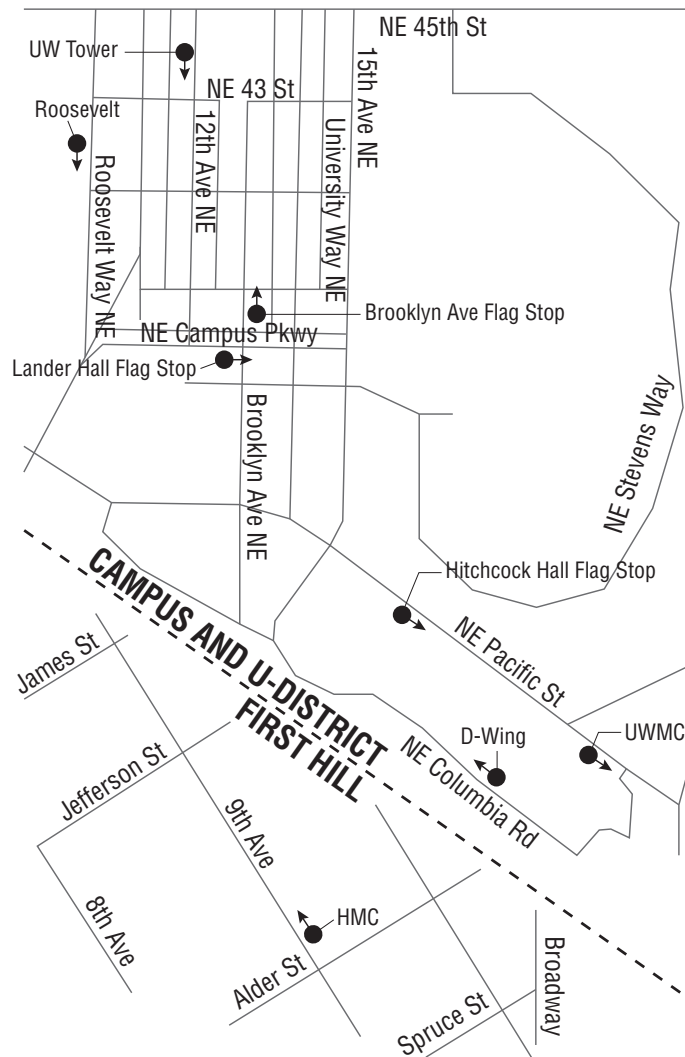 NE 45th St
UW Tower
15th Ave NE
NE 43 St
Roosevelt
12th Ave NE
University Way NE
Roosevelt Way NE
Brooklyn Ave Flag Stop
NE Campus Pkwy
Lander Hall Flag Stop
Brooklyn Ave NE
NE Stevens Way
Hitchcock Hall Flag Stop
CAMPUS AND U-DISTRICT
FIRST HILL
NE Pacific St
James St
UWMC
D-Wing
NE Columbia Rd
Jefferson St
9th Ave
8th Ave
HMC
Alder St
Broadway
Spruce St